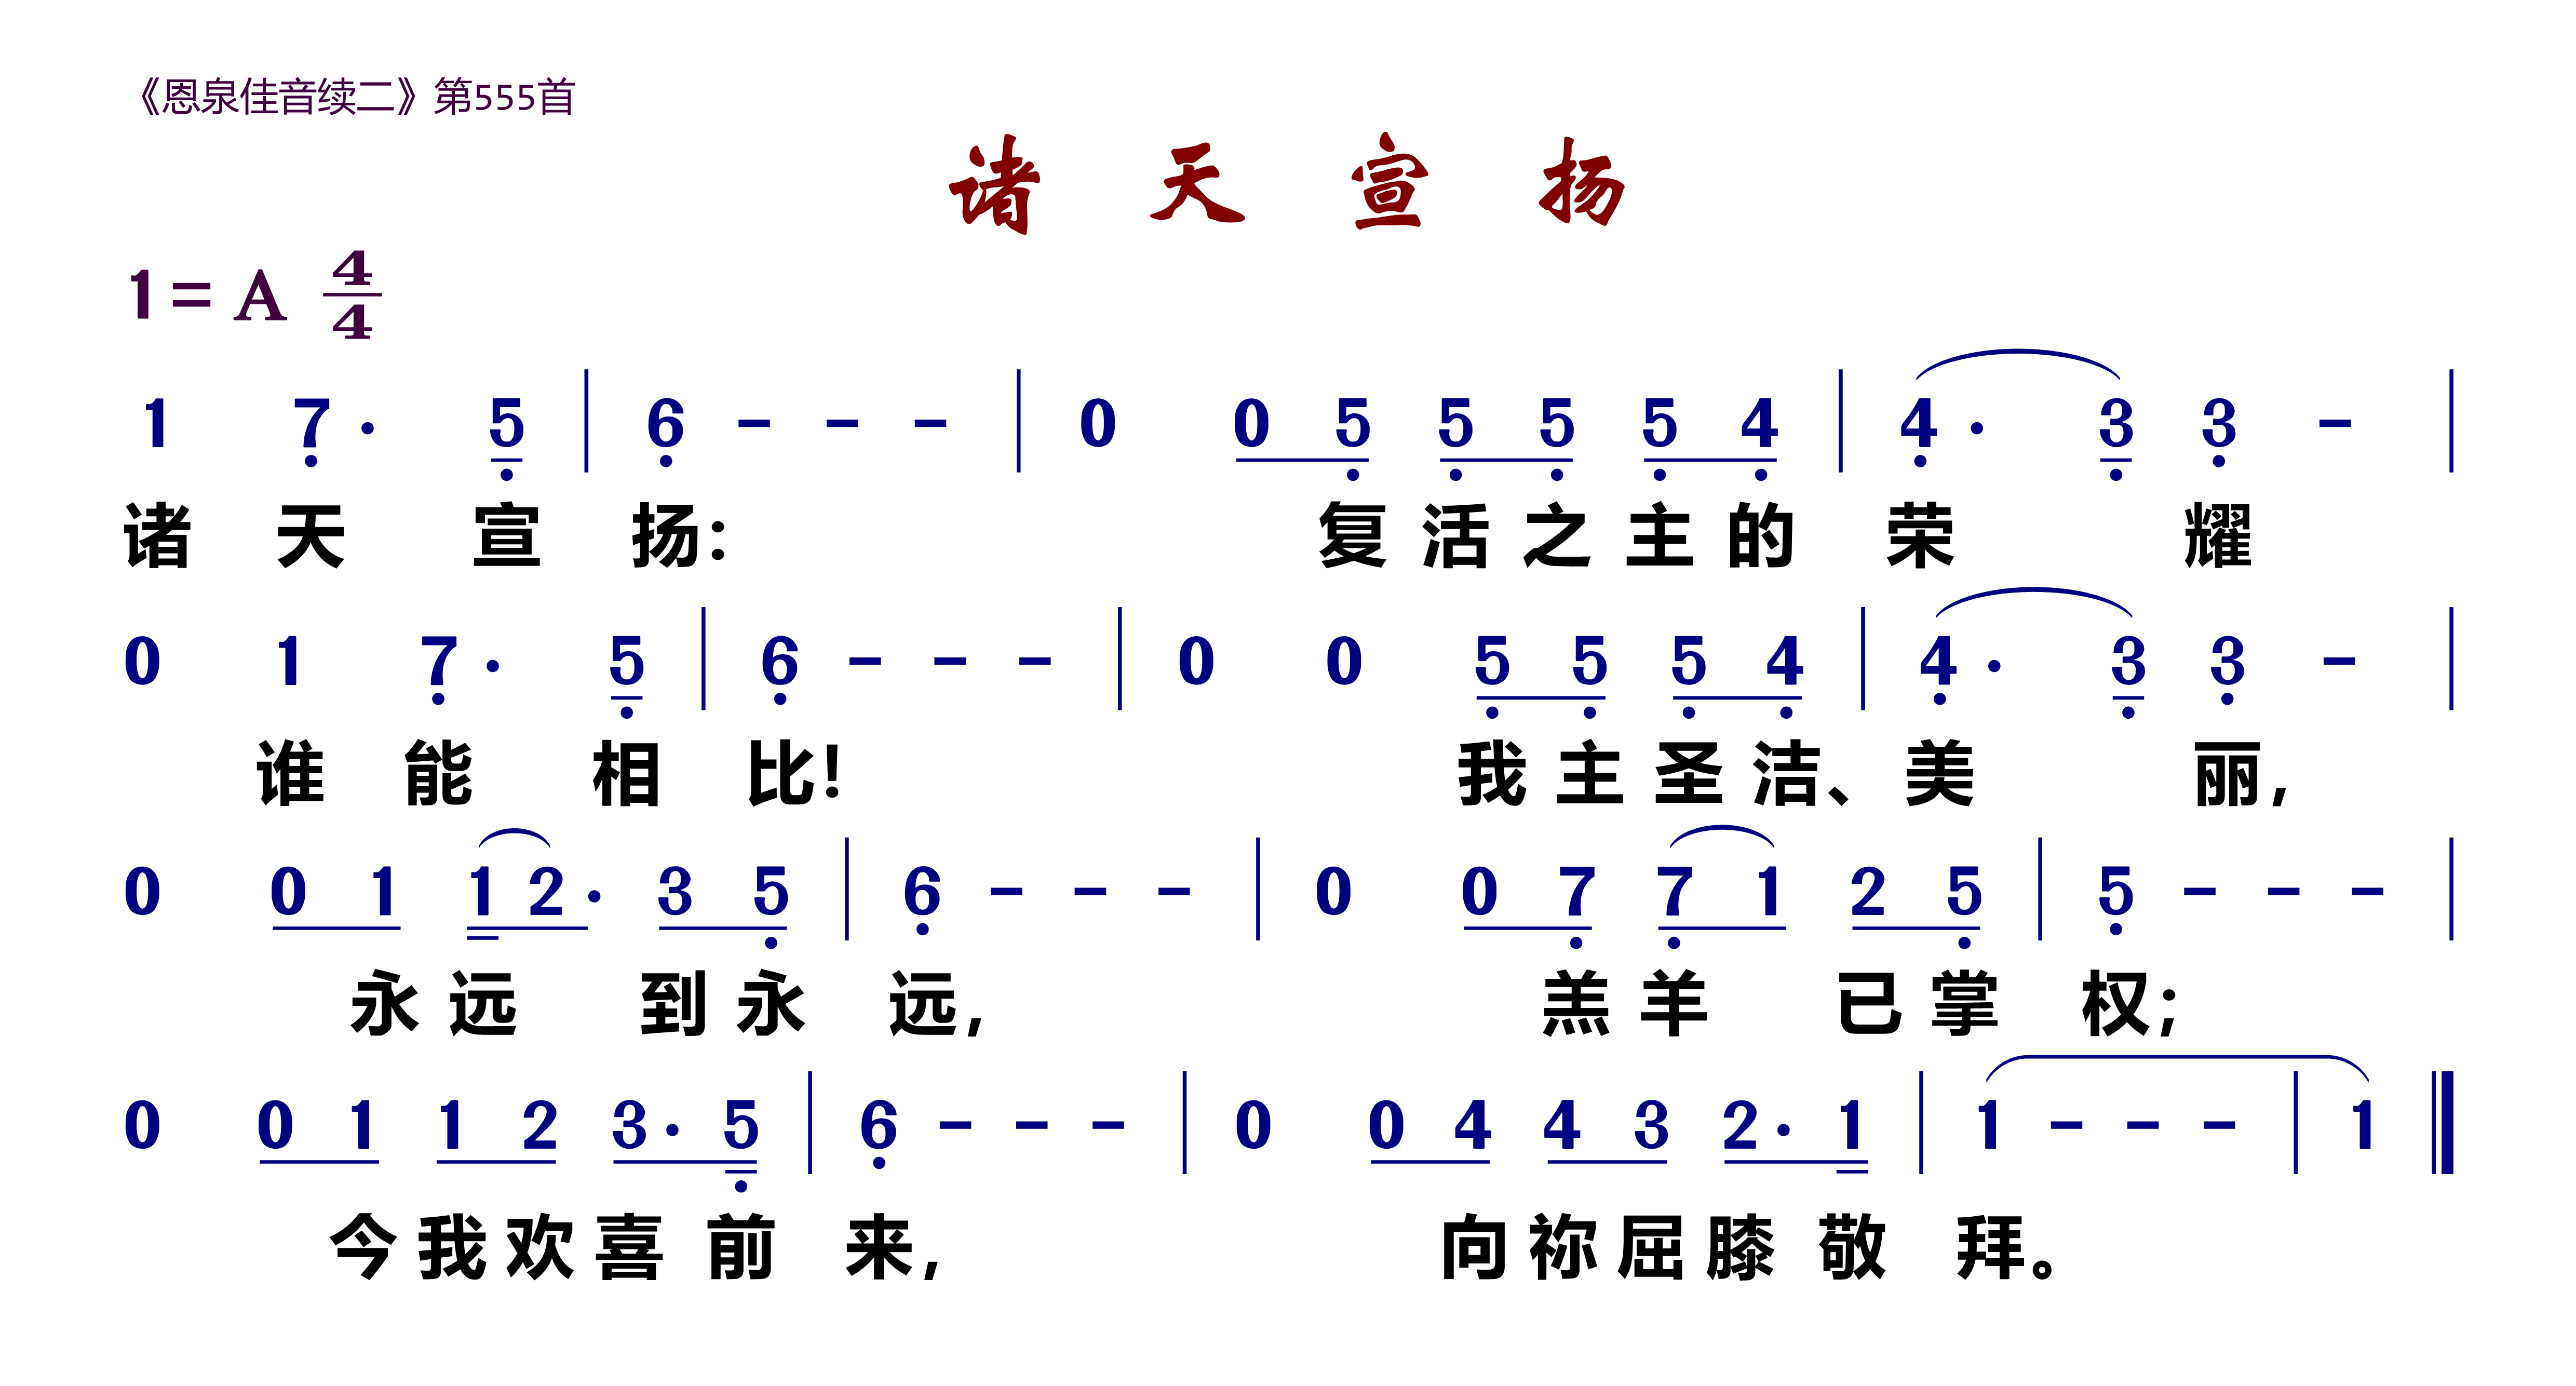 《恩泉佳音续二》第555首
诸 天 宣 扬
1= A 4/4
1 7· 5 | 6 - - - | 0 0 5 5 5 5 4 | 4· 3 3 - |
诸 天 宣 扬: 复 活 之 主 的 荣 耀
0 1 7· 5 | 6 - - - | 0 0 5 5 5 4 | 4· 3 3 - |
谁 能 相 比! 我 主 圣 洁、美 丽,
0 0 1 1 2· 3 5 | 6 - - - | 0 0 7 7 1 2 5 | 5 - - - |
永 远 到 永 远, 羔 羊 已 掌 权;
0 0 1 1 2 3· 5 | 6 - - - | 0 0 4 4 3 2· 1 | 1 - - - | 1 ‖
今 我 欢 喜 前 来, 向 祢 屈 膝 敬 拜。